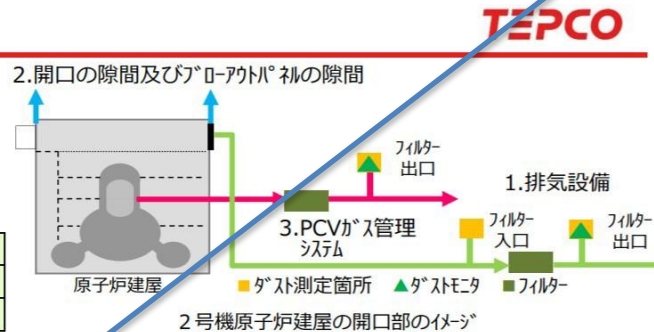 TEPCO
2.開口の隙間及びブローアウトパネルの隙間
フィルター
出口
1.排気設備
3.PCVガス管理
システム
フィルター
入口
フィルター
出口
原子炉建屋
■ダスト測定箇所 ▲ダストモニタ ■フィルター
2号機原子炉建屋の開口部のイメージ